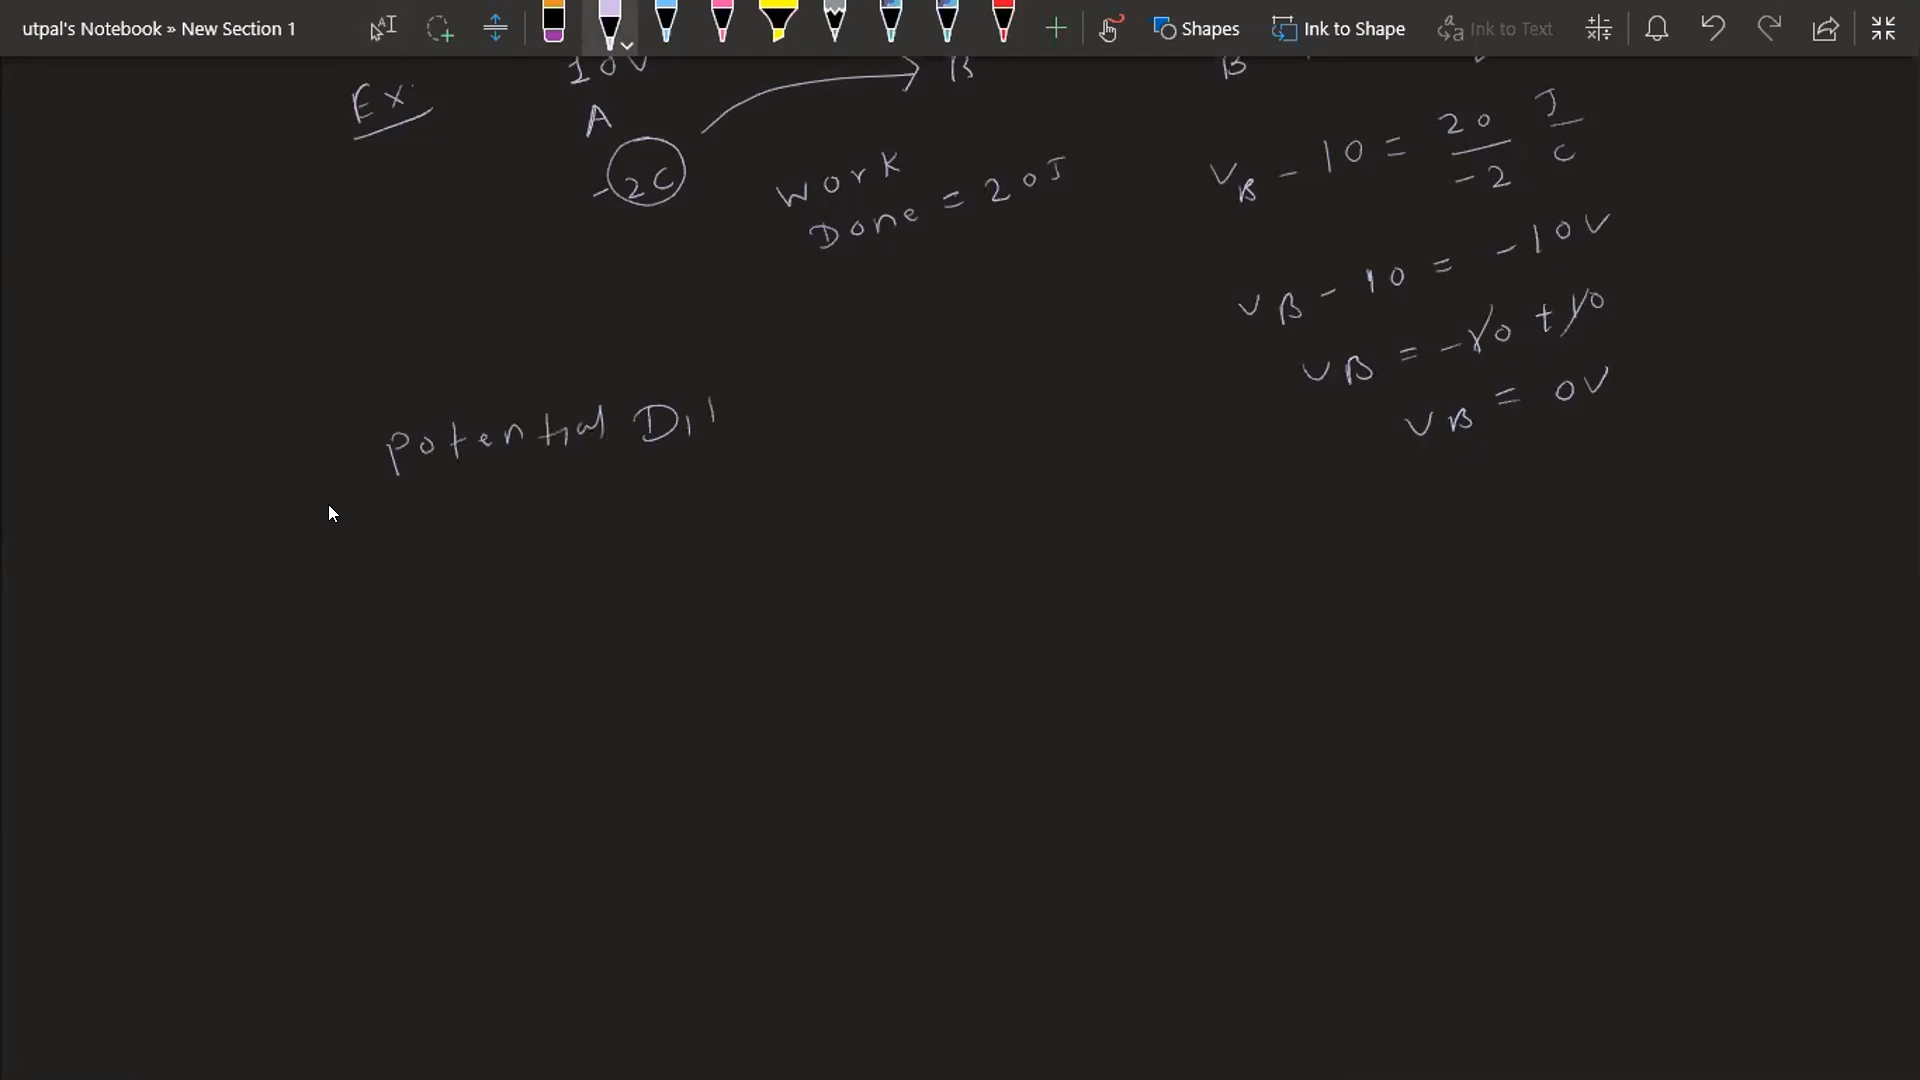 utpal's Notebook » New Section 1
Shapes
Ink to Shape
Ink to Text
Ex.
10V
A
B
-2C
Work
Done = 20J
B
VB - 10 = 20/-2 J/C
VB - 10 = -10V
VB = -10 + 10
VB = 0V
Potential Di